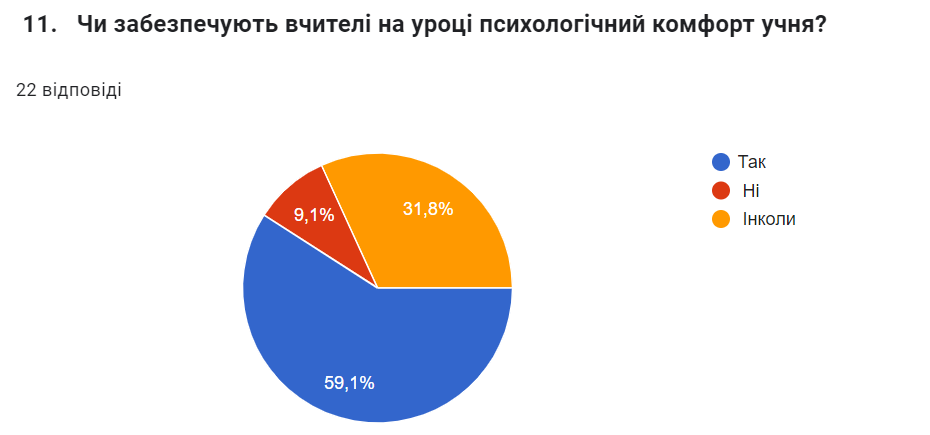 11. Чи забезпечують вчителі на уроці психологічний комфорт учня?
22 відповіді
Так
Ні
Інколи
9,1%
31,8%
59,1%